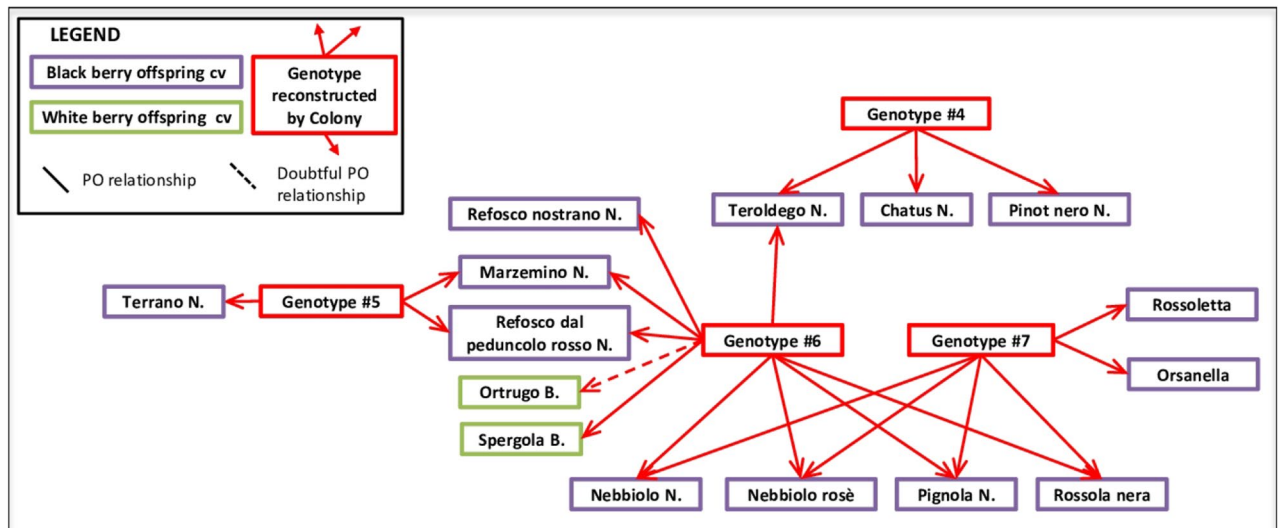 LEGEND
Black berry offspring cv
White berry offspring cv
Genotype
reconstructed
by Colony
PO relationship
Doubtful PO
relationship
Genotype #4
Teroldego N.
Chatus N.
Pinot nero N.
Refosco nostrano N.
Marzemino N.
Terrano N.
Genotype #5
Refosco dal
peduncolo rosso N.
Genotype #6
Genotype #7
Rossoletta
Orsanella
Ortrugo B.
Spergola B.
Nebbiolo N.
Nebbiolo rosè
Pignola N.
Rossola nera